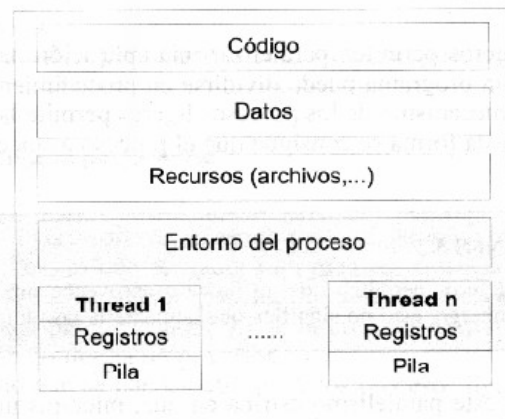 Código
Datos
Recursos (archivos,...)
Entorno del proceso
Thread 1
Registros
Pila
......
Thread n
Registros
Pila